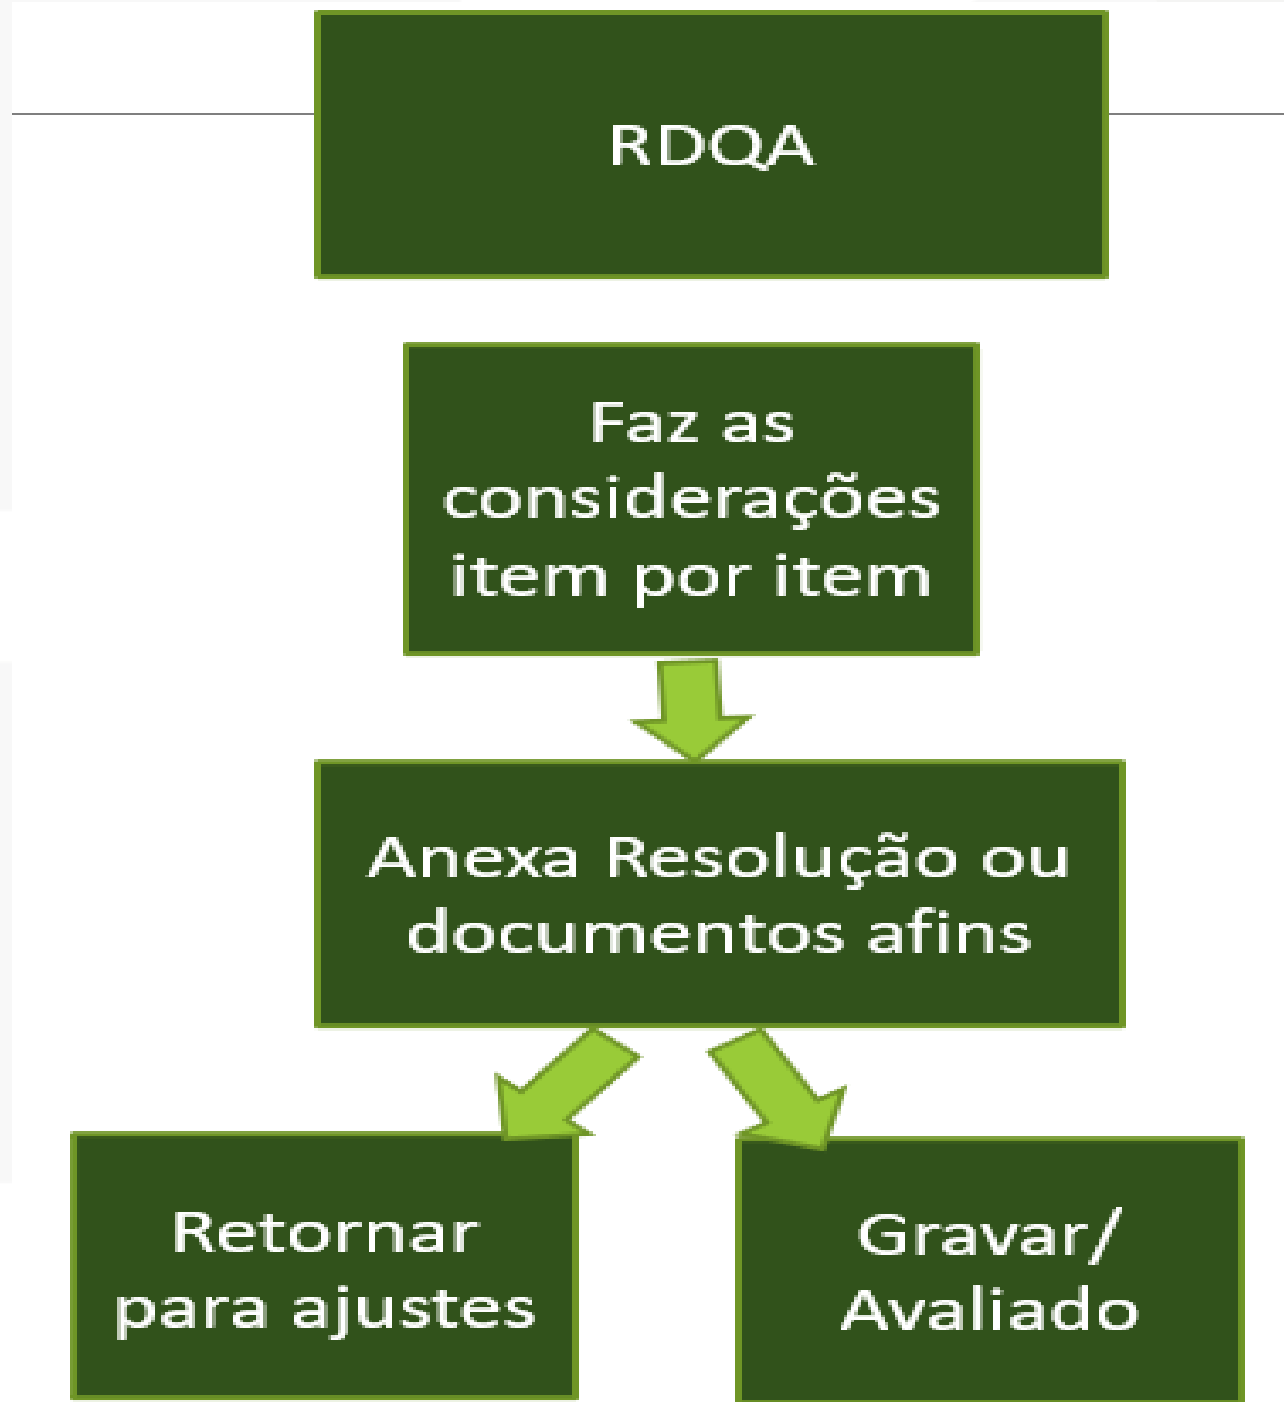 RDQA
Faz as
considerações
item por item
Anexa Resolução ou
documentos afins
Retornar
para ajustes
Gravar/
Avaliado